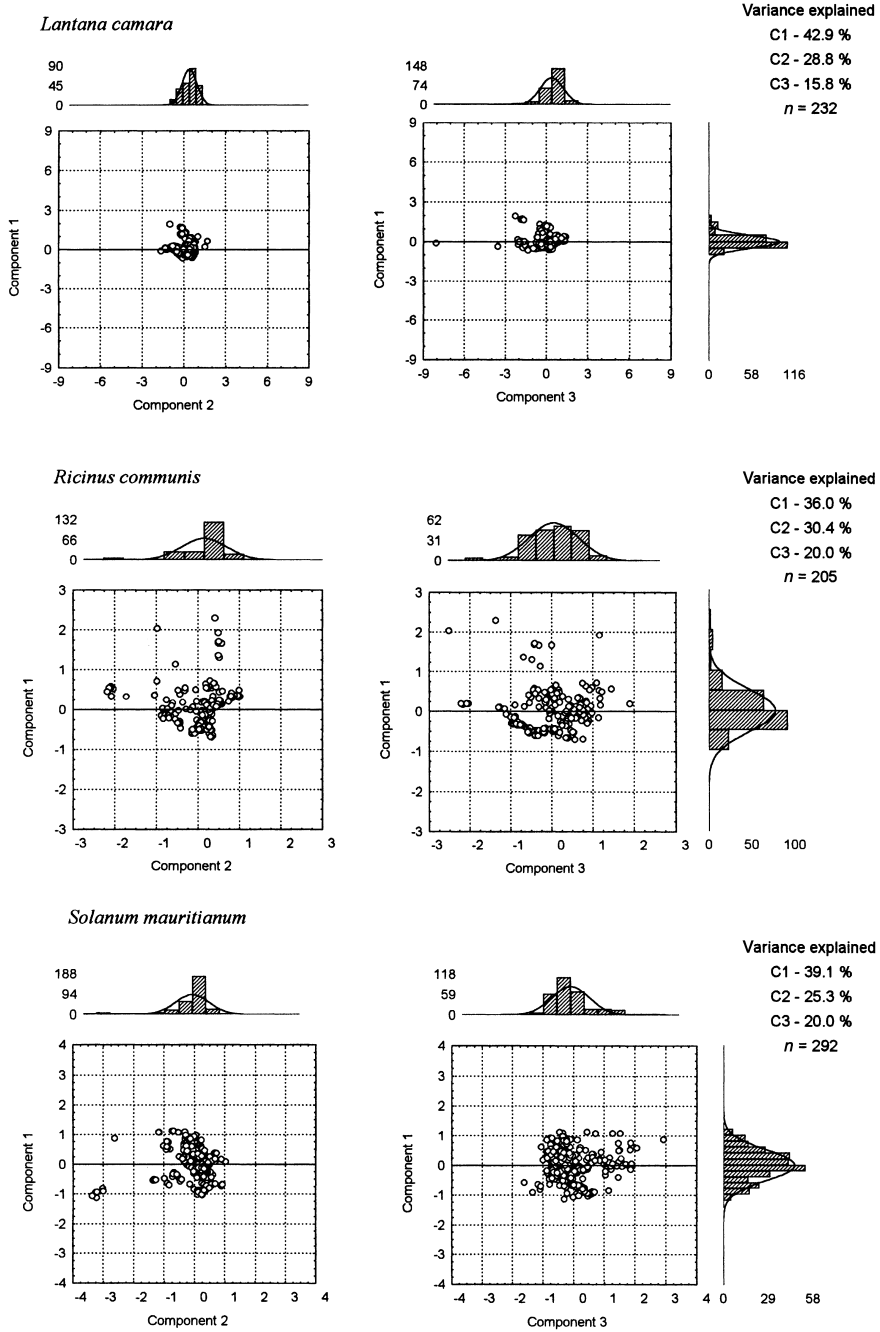 Lantana camara
Variance explained
C1 - 42.9 %
C2 - 28.8 %
C3 - 15.8 %
n = 232
90
45
0
148
74
0
9
6
3
0
-3
-6
-9
Component 1
-9 -6 -3 0 3 6 9
Component 2
9
6
3
0
-3
-6
-9
Component 1
-9 -6 -3 0 3 6 9
Component 3
0 58 116
Ricinus communis
Variance explained
C1 - 36.0 %
C2 - 30.4 %
C3 - 20.0 %
n = 205
132
66
0
62
31
0
3
2
1
0
-1
-2
-3
Component 1
-3 -2 -1 0 1 2 3
Component 2
3
2
1
0
-1
-2
-3
Component 1
-3 -2 -1 0 1 2 3
Component 3
0 50 100
Solanum mauritianum
Variance explained
C1 - 39.1 %
C2 - 25.3 %
C3 - 20.0 %
n = 292
188
94
0
118
59
0
4
3
2
1
0
-1
-2
-3
-4
Component 1
-4 -3 -2 -1 0 1 2 3 4
Component 2
4
3
2
1
0
-1
-2
-3
-4
Component 1
-4 -3 -2 -1 0 1 2 3 4
Component 3
0 29 58